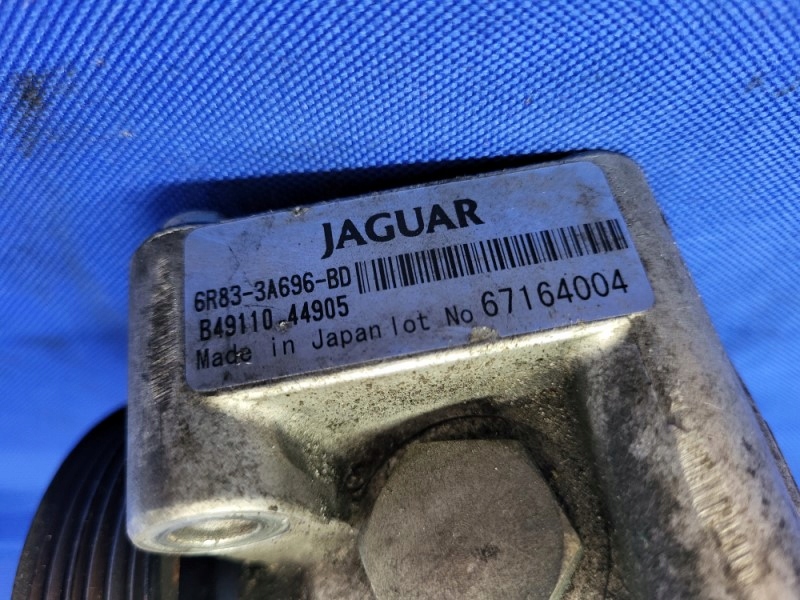 JAGUAR
6R83-3A696-BD
B49110-44905
Made in Japan lot No 67164004